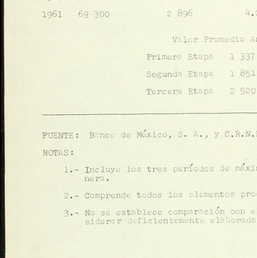 1961 69 300 2 896 4.
Valor Promedio A
Primera Etapa 1 337
Segunda Etapa 1 851
Tercera Etapa 2 520
FUENTE: Banco de México, S. A., y C.R.N.
NOTAS:
1.- Incluye los tres períodos de máxi
nera.
2.- Comprende todos los elementos pro
3.- No se establece comparación con e
siderar deficientemente elaborada